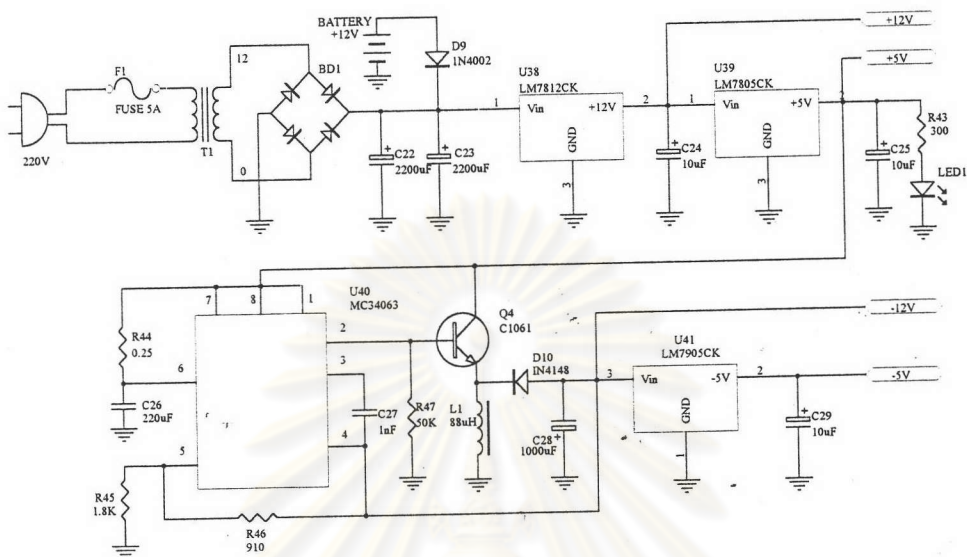 BATTERY
+12V
+12V
12
D9
1N4002
+5V
F1
BD1
U38
LM7812CK
U39
LM7805CK
FUSE 5A
1
Vin
+12V
2
1
Vin
+5V
2
R43
300
GND
GND
T1
C22
2200uF
C23
2200uF
C24
10uF
C25
10uF
220V
0
3
3
LED1
U40
MC34063
7
8
1
Q4
C1061
-12V
R44
0.25
2
U41
LM7905CK
6
3
D10
IN4148
3
Vin
-5V
2
-5V
C26
220uF
C27
1nF
R47
50K
L1
88uH
GND
C29
10uF
4
C28
1000uF
5
1
R45
1.8K
R46
910